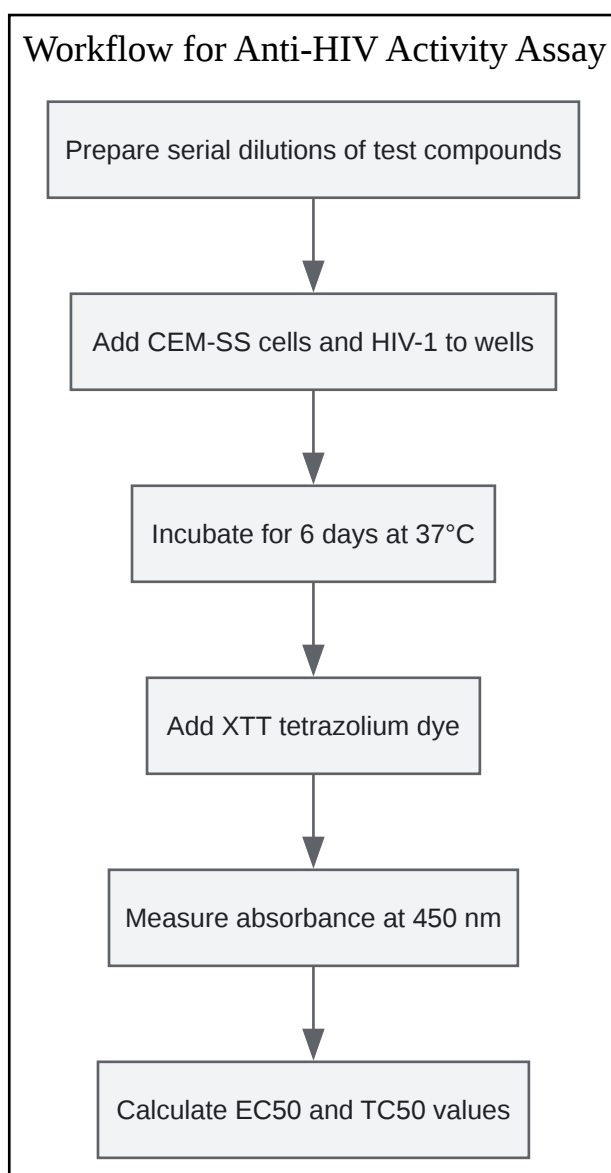 Workflow for Anti-HIV Activity Assay
Prepare serial dilutions of test compounds
Add CEM-SS cells and HIV-1 to wells
Incubate for 6 days at 37°C
Add XTT tetrazolium dye
Measure absorbance at 450 nm
Calculate EC50 and TC50 values